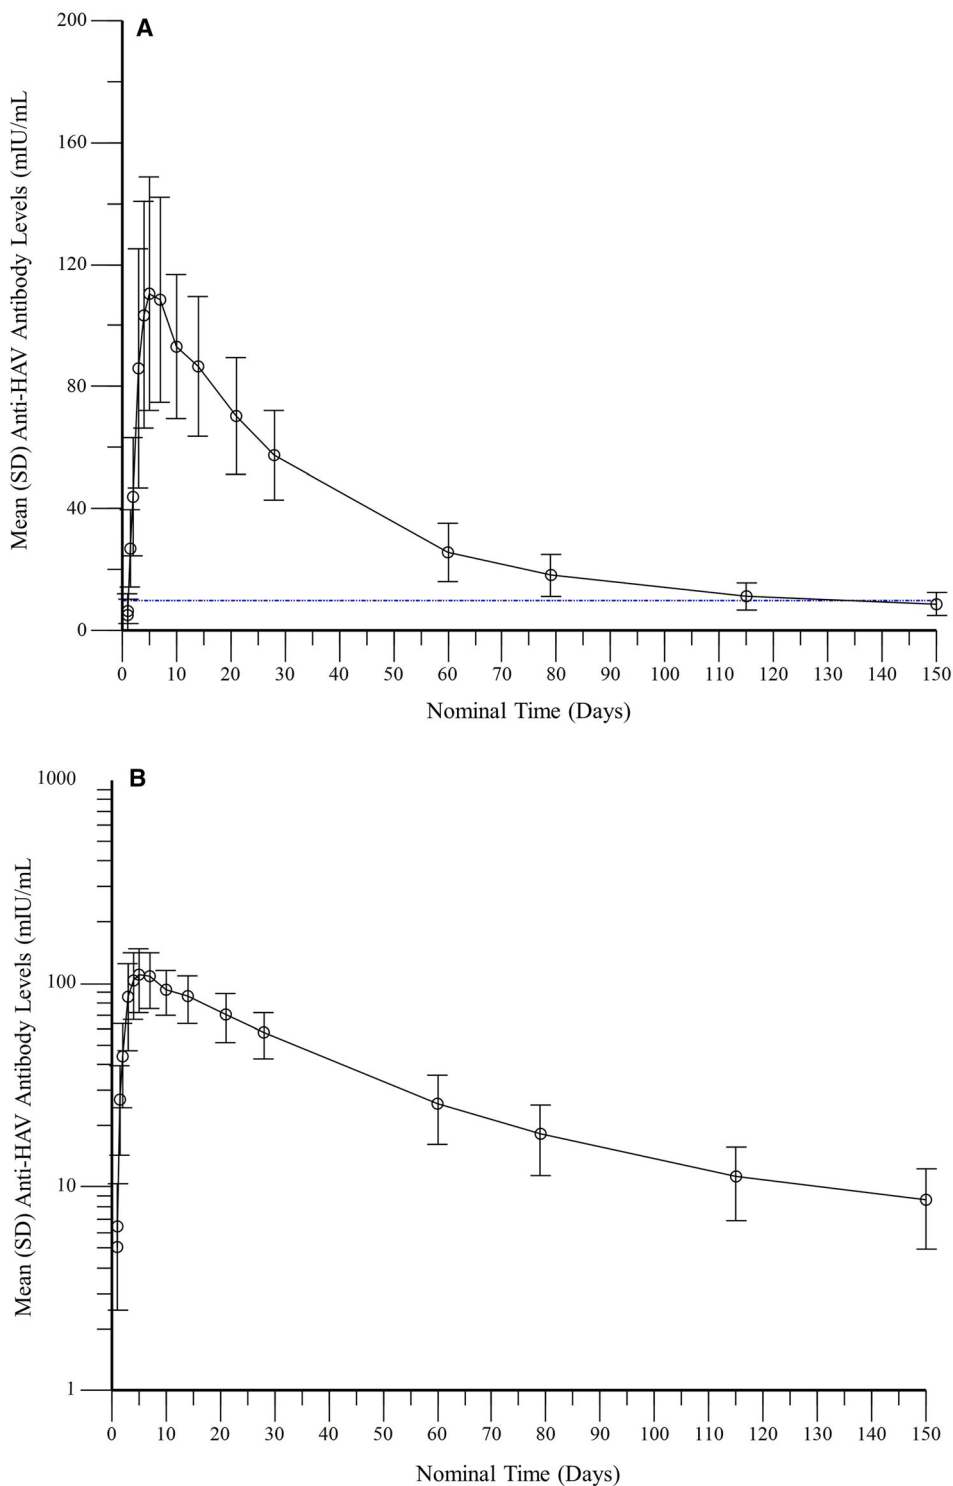 A
200
160
120
80
40
0
Mean (SD) Anti-HAV Antibody Levels (mIU/mL
0 10 20 30 40 50 60 70 80 90 100 110 120 130 140 150
Nominal Time (Days)
B
1000
100
10
1
Mean (SD) Anti-HAV Antibody Levels (mIU/mL
0 10 20 30 40 50 60 70 80 90 100 110 120 130 140 150
Nominal Time (Days)